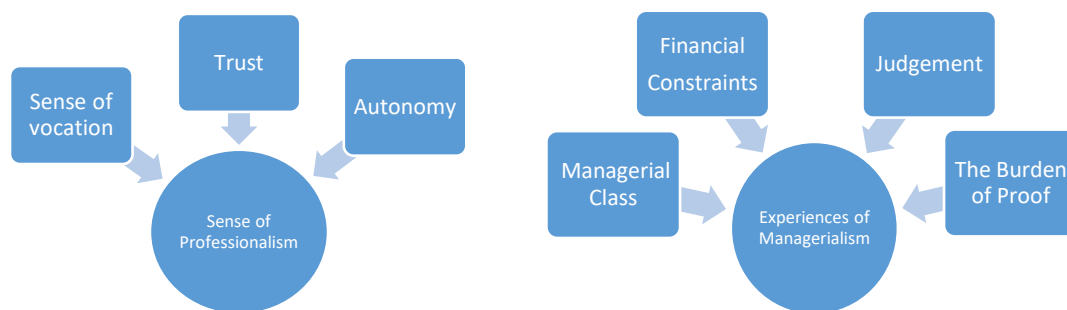 Trust
Sense of
vocation
Autonomy
Sense of
Professionalism
Financial
Constraints
Judgement
Managerial
Class
The Burden
of Proof
Experiences of
Managerialism